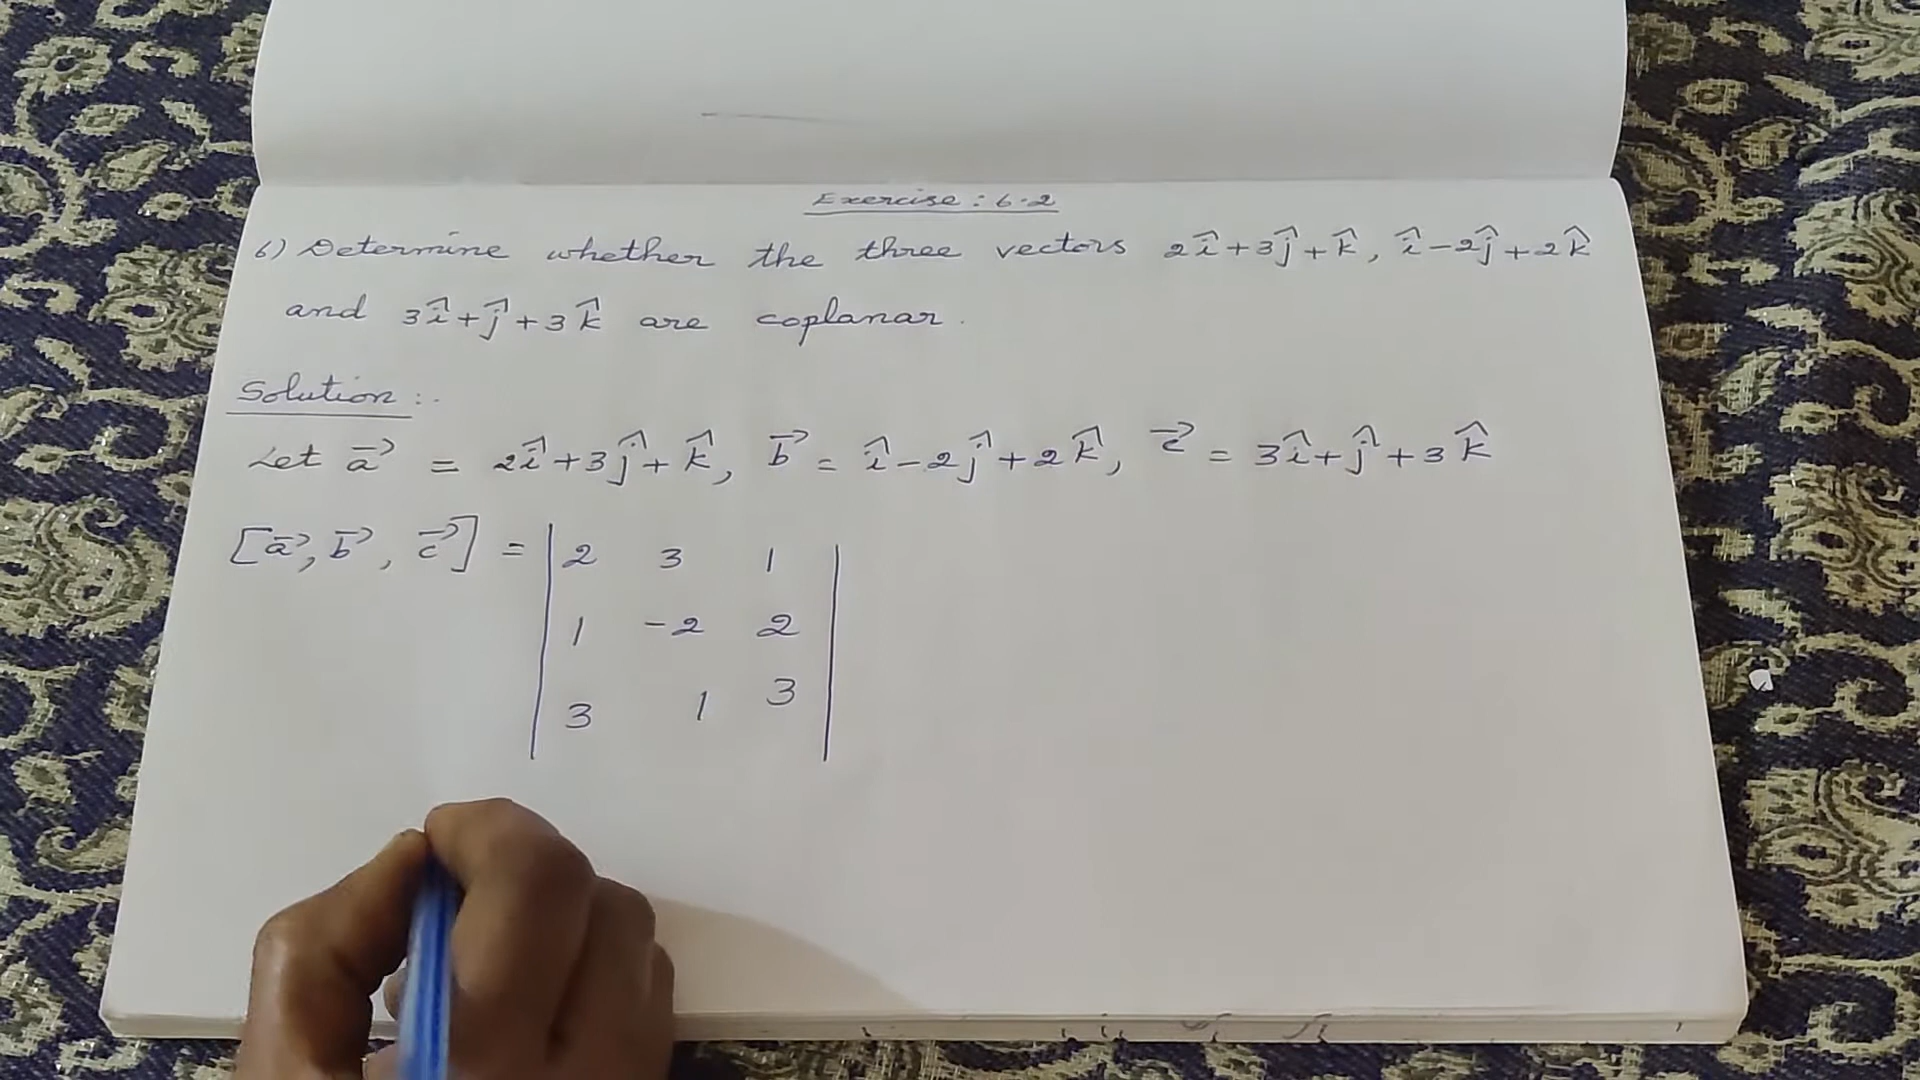 Exercise : 6.2
6) Determine whether the three vectors 2î+3ĵ+k̂, î-2ĵ+2k̂
and 3î+ĵ+3k̂ are coplanar.
Solution :-
Let a⃗ = 2î+3ĵ+k̂, b⃗ = î-2ĵ+2k̂, c⃗ = 3î+ĵ+3k̂
[a⃗, b⃗, c⃗] = | 2 3 1 |
| 1 -2 2 |
| 3 1 3 |